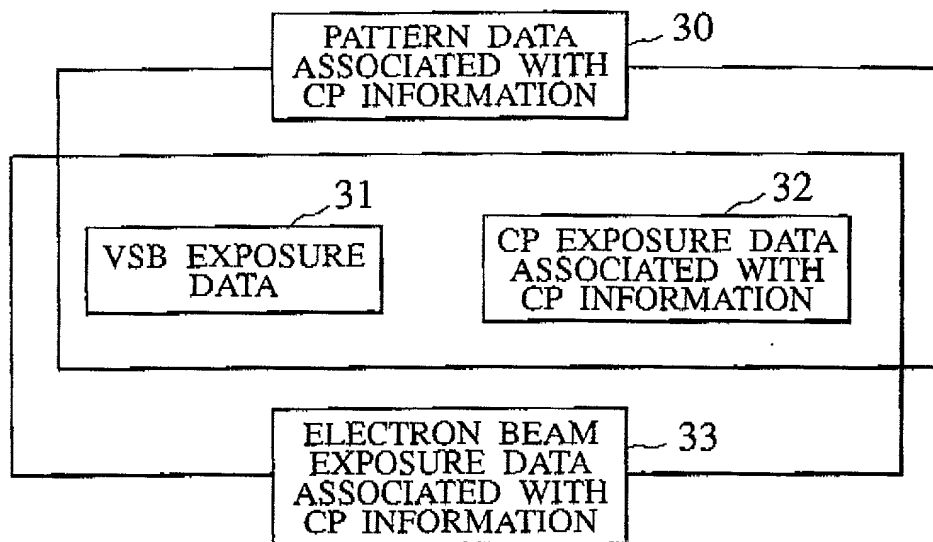 PATTERN DATA
ASSOCIATED WITH
CP INFORMATION
30
31
VSB EXPOSURE
DATA
32
CP EXPOSURE DATA
ASSOCIATED WITH
CP INFORMATION
ELECTRON BEAM
EXPOSURE DATA
ASSOCIATED WITH
CP INFORMATION
33